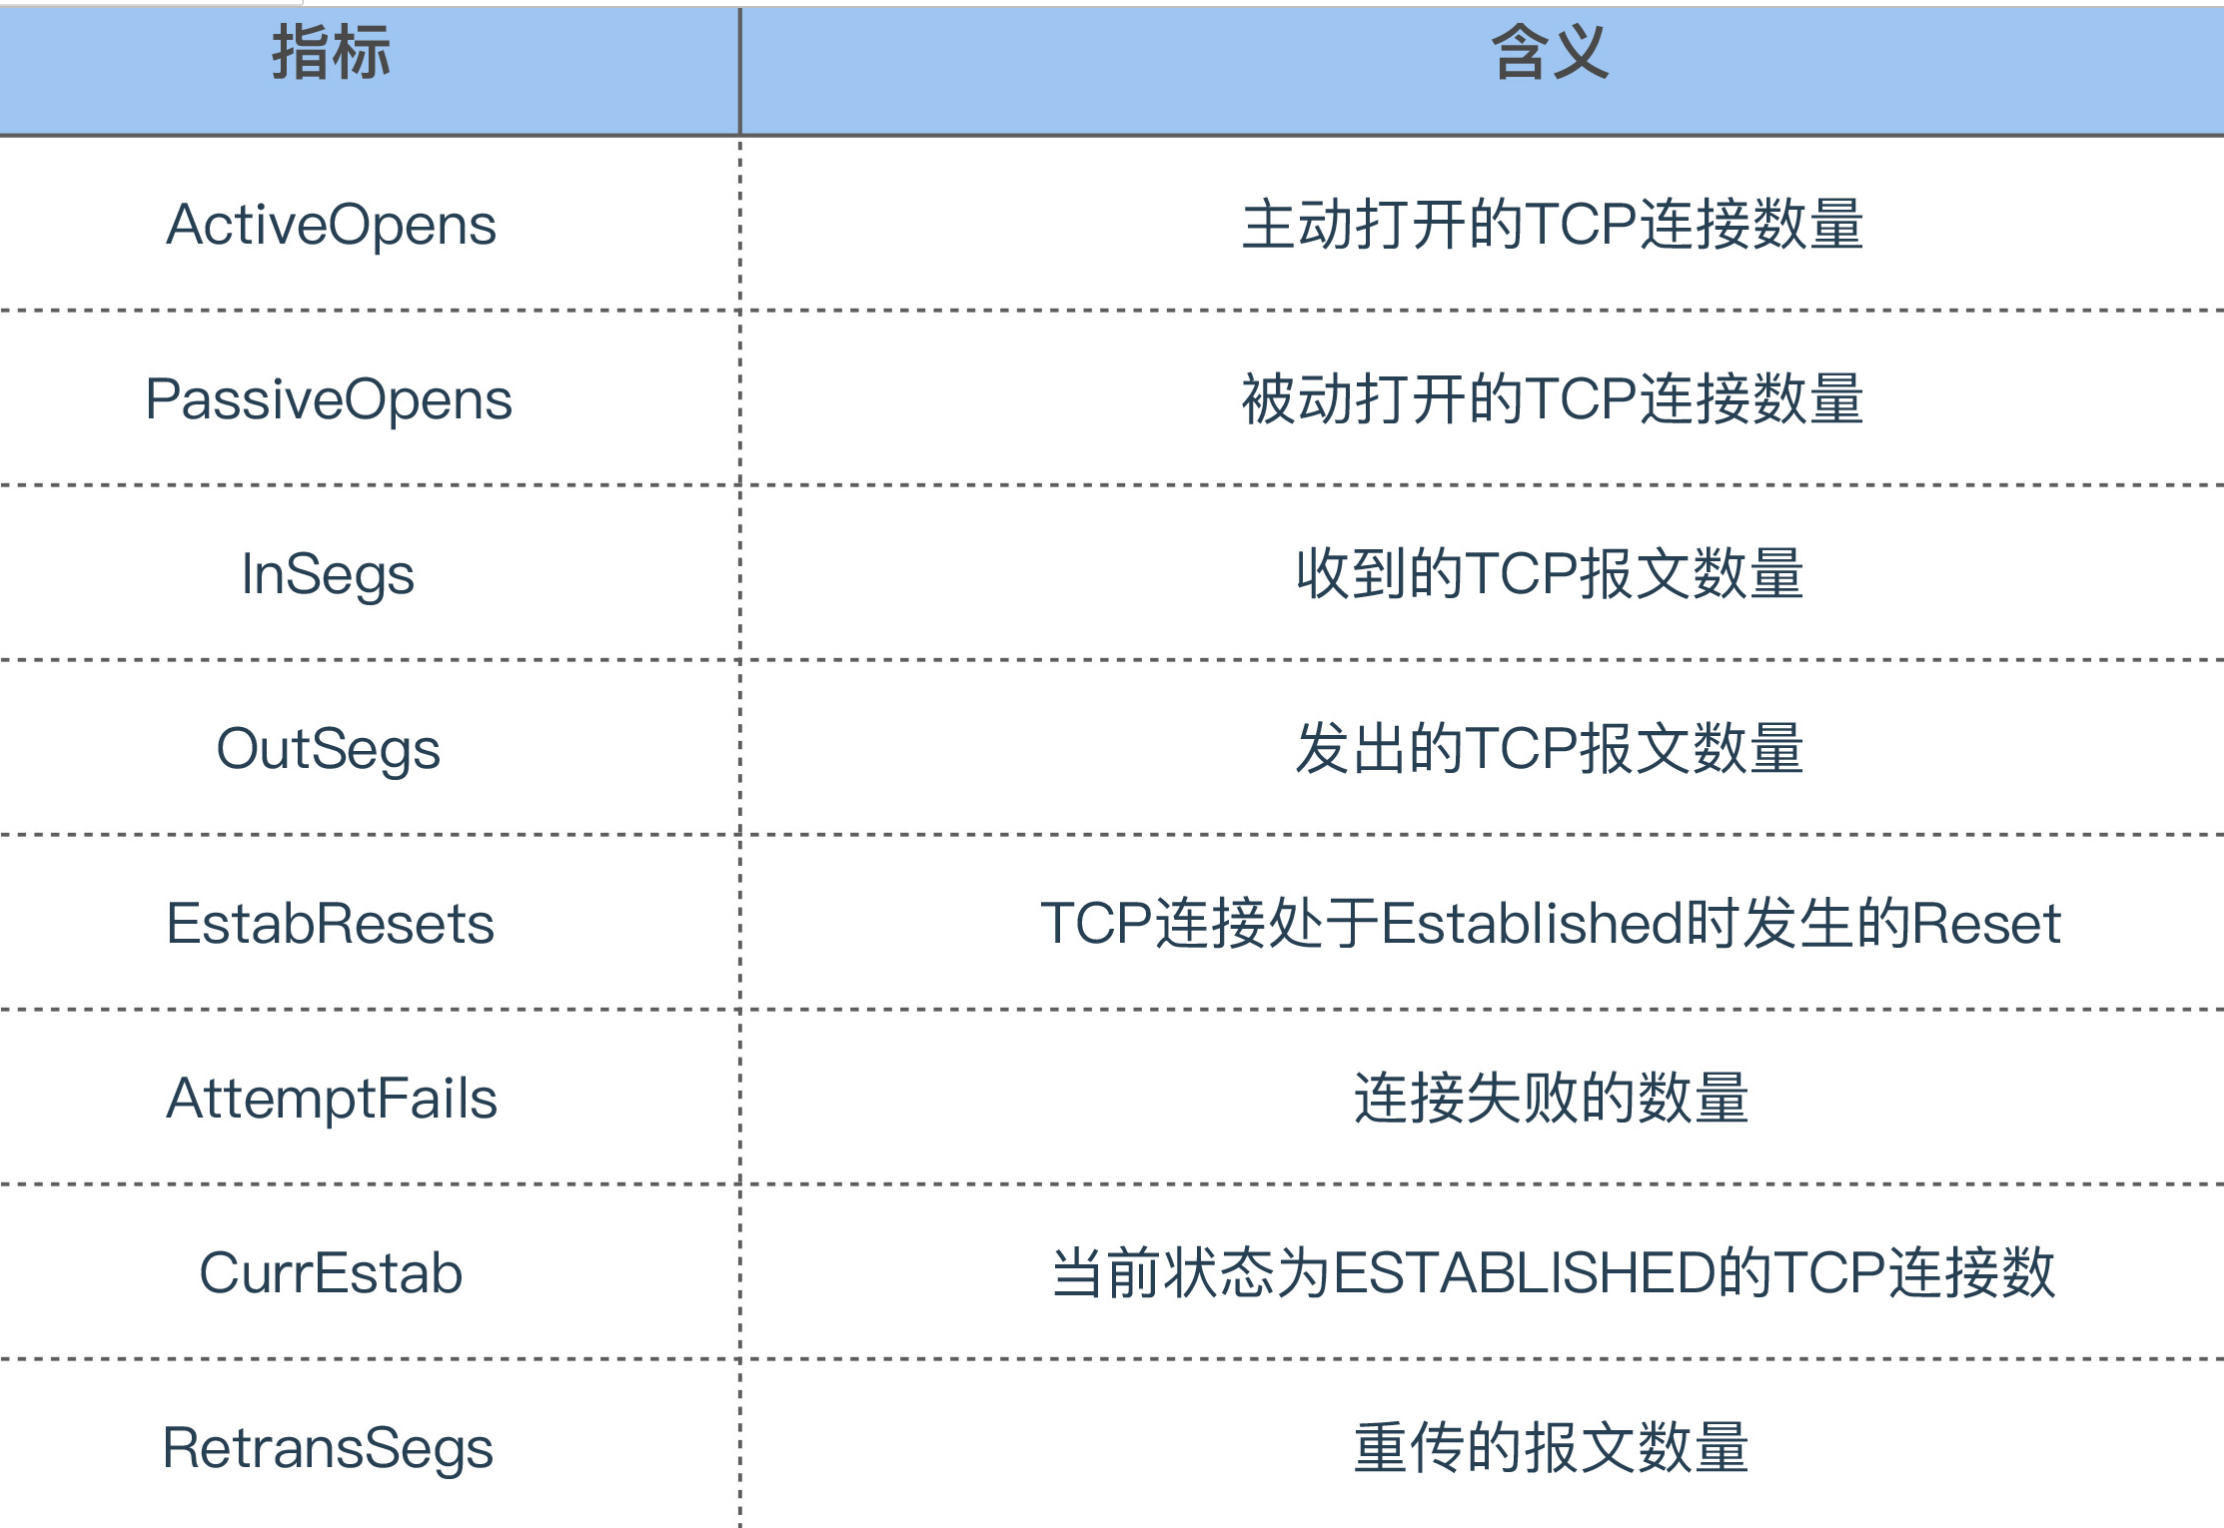 指标 含义
ActiveOpens 主动打开的TCP连接数量
PassiveOpens 被动打开的TCP连接数量
InSegs 收到的TCP报文数量
OutSegs 发出的TCP报文数量
EstabResets TCP连接处于Established时发生的Reset
AttemptFails 连接失败的数量
CurrEstab 当前状态为ESTABLISHED的TCP连接数
RetransSegs 重传的报文数量